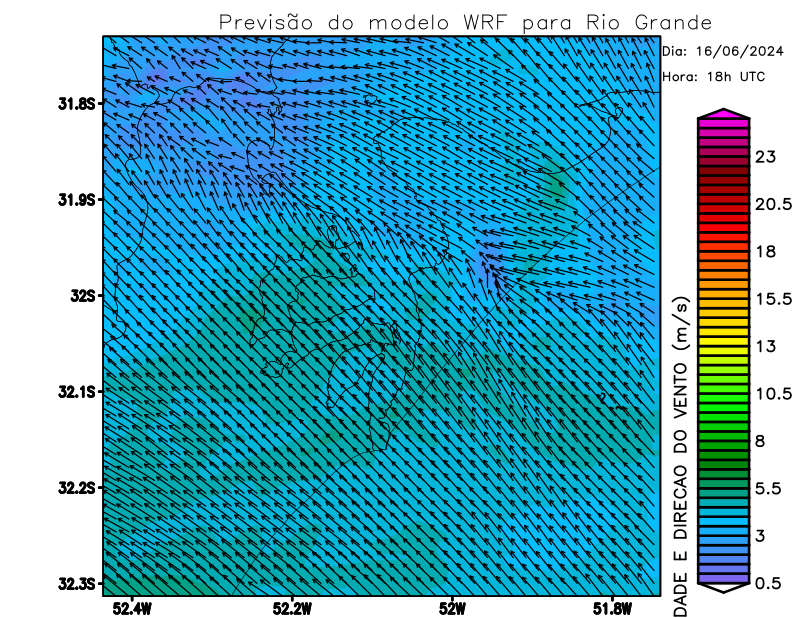 Previsão do modelo WRF para Rio Grande
Dia: 16/06/2024
Hora: 18h UTC
31.8S
31.9S
32S
32.1S
32.2S
32.3S
52.4W
52.2W
52W
51.8W
23
20.5
18
15.5
13
10.5
8
5.5
3
0.5
DADE E DIRECAO DO VENTO (m/s)